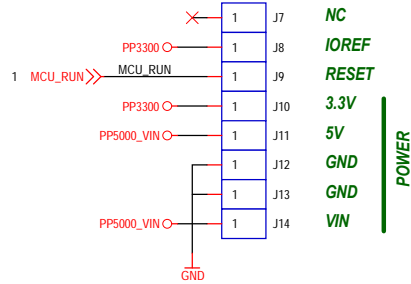 1 J7 NC
PP3300 1 J8 IOREF
1 MCU_RUN MCU_RUN 1 J9 RESET
PP3300 1 J10 3.3V
PP5000_VIN 1 J11 5V
1 J12 GND
1 J13 GND
PP5000_VIN 1 J14 VIN
POWER
GND